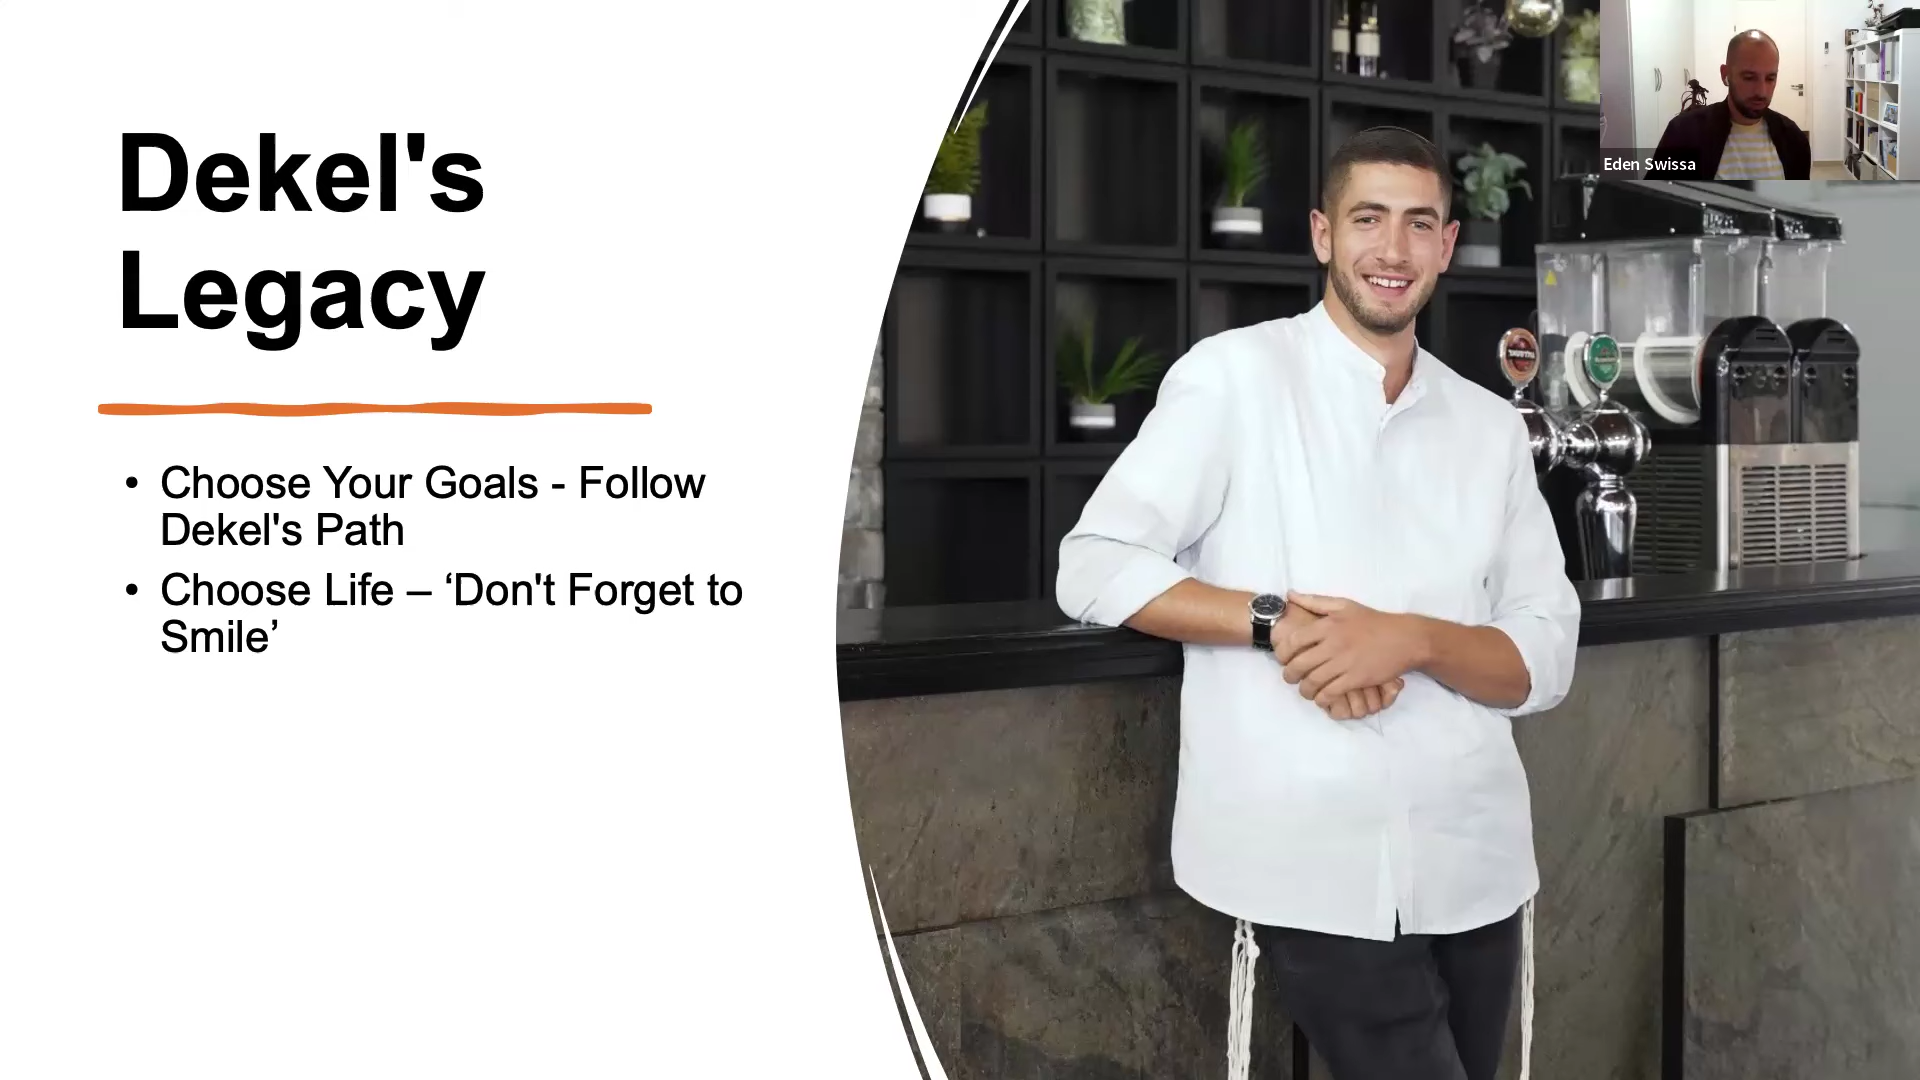 Dekel's
Legacy
• Choose Your Goals - Follow
Dekel's Path
• Choose Life – ‘Don't Forget to
Smile’
Eden Swissa